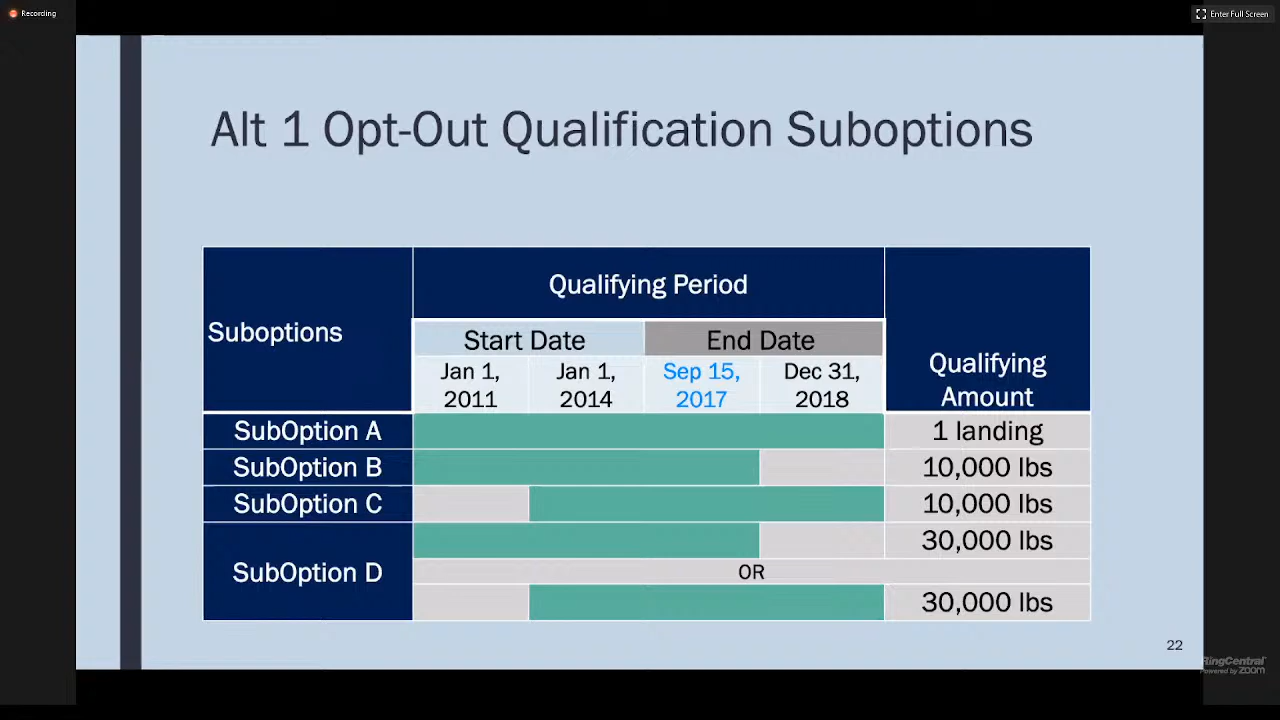 Recording
Enter Full Screen
Alt 1 Opt-Out Qualification Suboptions
Suboptions
Qualifying Period
Qualifying
Amount
Start Date
End Date
Jan 1,
2011
Jan 1,
2014
Sep 15,
2017
Dec 31,
2018
SubOption A
1 landing
SubOption B
10,000 lbs
SubOption C
10,000 lbs
SubOption D
30,000 lbs
OR
30,000 lbs
22
RingCentral
Powered by ZOOM